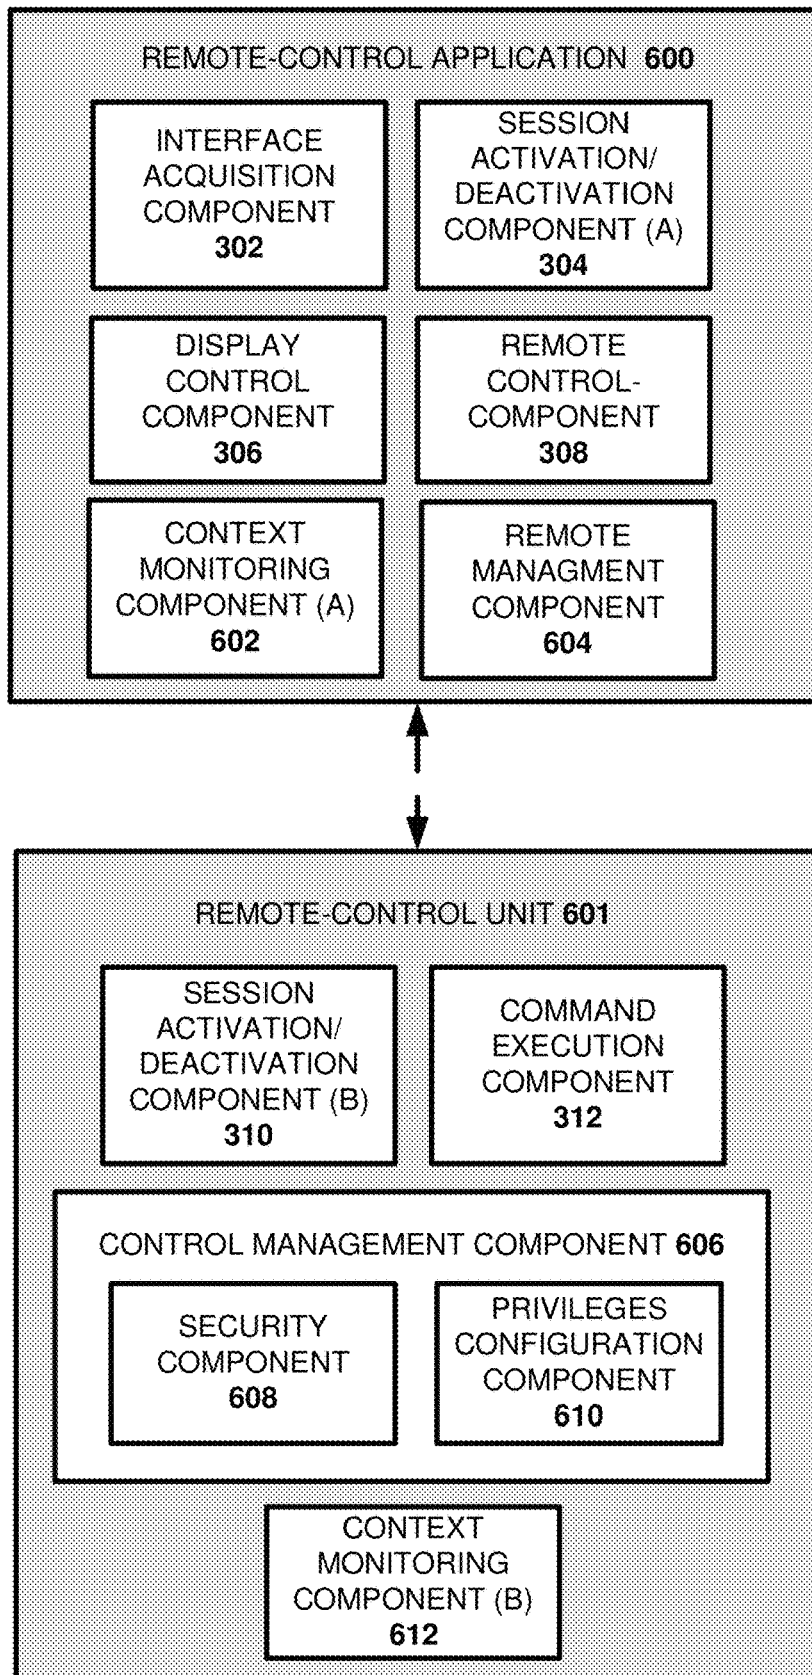 REMOTE-CONTROL APPLICATION 600
INTERFACE
ACQUISITION
COMPONENT
302
SESSION
ACTIVATION/
DEACTIVATION
COMPONENT (A)
304
DISPLAY
CONTROL
COMPONENT
306
REMOTE
CONTROL-
COMPONENT
308
CONTEXT
MONITORING
COMPONENT (A)
602
REMOTE
MANAGMENT
COMPONENT
604
REMOTE-CONTROL UNIT 601
SESSION
ACTIVATION/
DEACTIVATION
COMPONENT (B)
310
COMMAND
EXECUTION
COMPONENT
312
CONTROL MANAGEMENT COMPONENT 606
SECURITY
COMPONENT
608
PRIVILEGES
CONFIGURATION
COMPONENT
610
CONTEXT
MONITORING
COMPONENT (B)
612